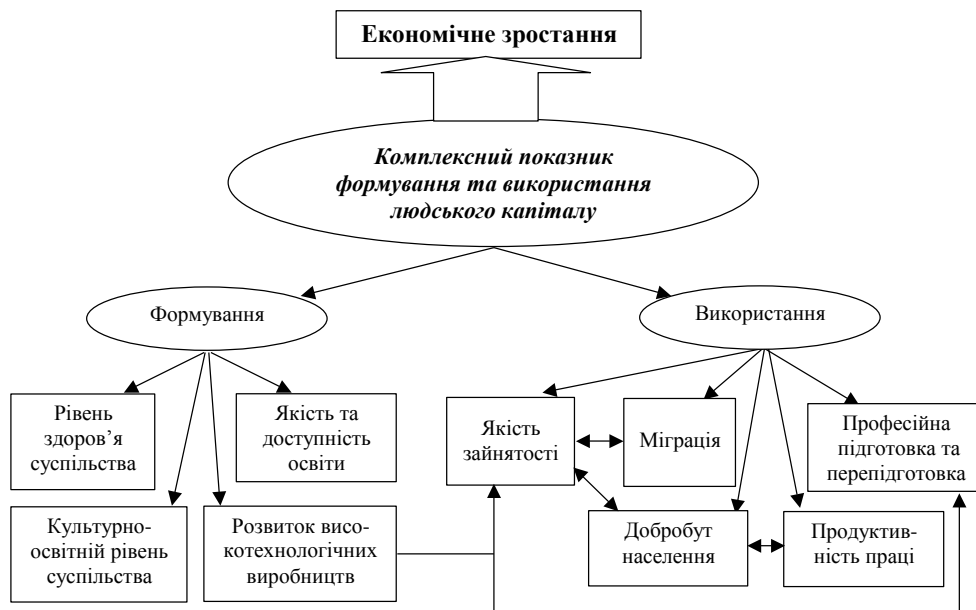 Економічне зростання
Комплексний показник
формування та використання
людського капіталу
Формування
Використання
Рівень
здоров’я
суспільства
Якість та
доступність
освіти
Якість
зайнятості
Міграція
Професійна
підготовка та
перепідготовка
Культурно-
освітній рівень
суспільства
Розвиток висо-
котехнологічних
виробництв
Добробут
населення
Продуктив-
ність праці